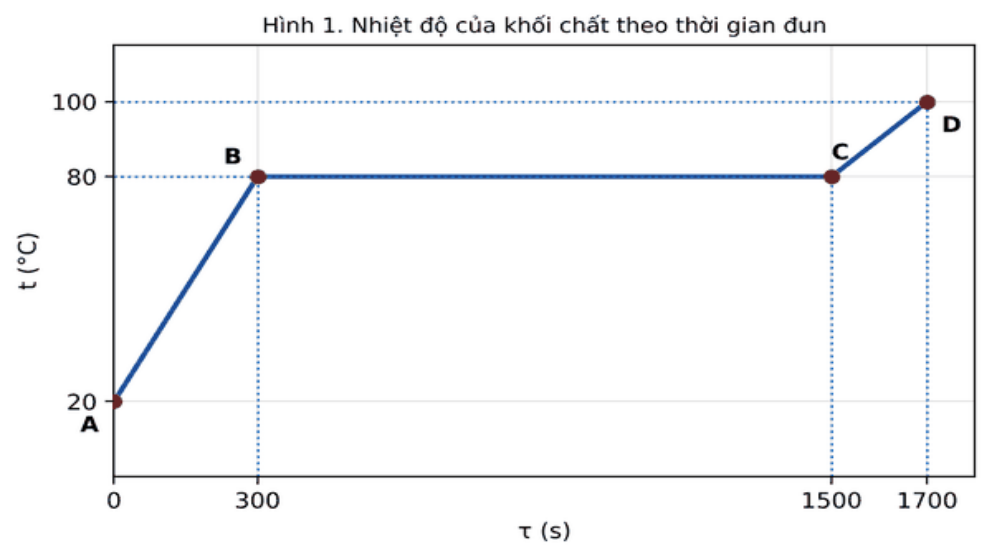 Hình 1. Nhiệt độ của khối chất theo thời gian đun
100
80
20
t (°C)
A
B
C
D
0 300 1500 1700
τ (s)